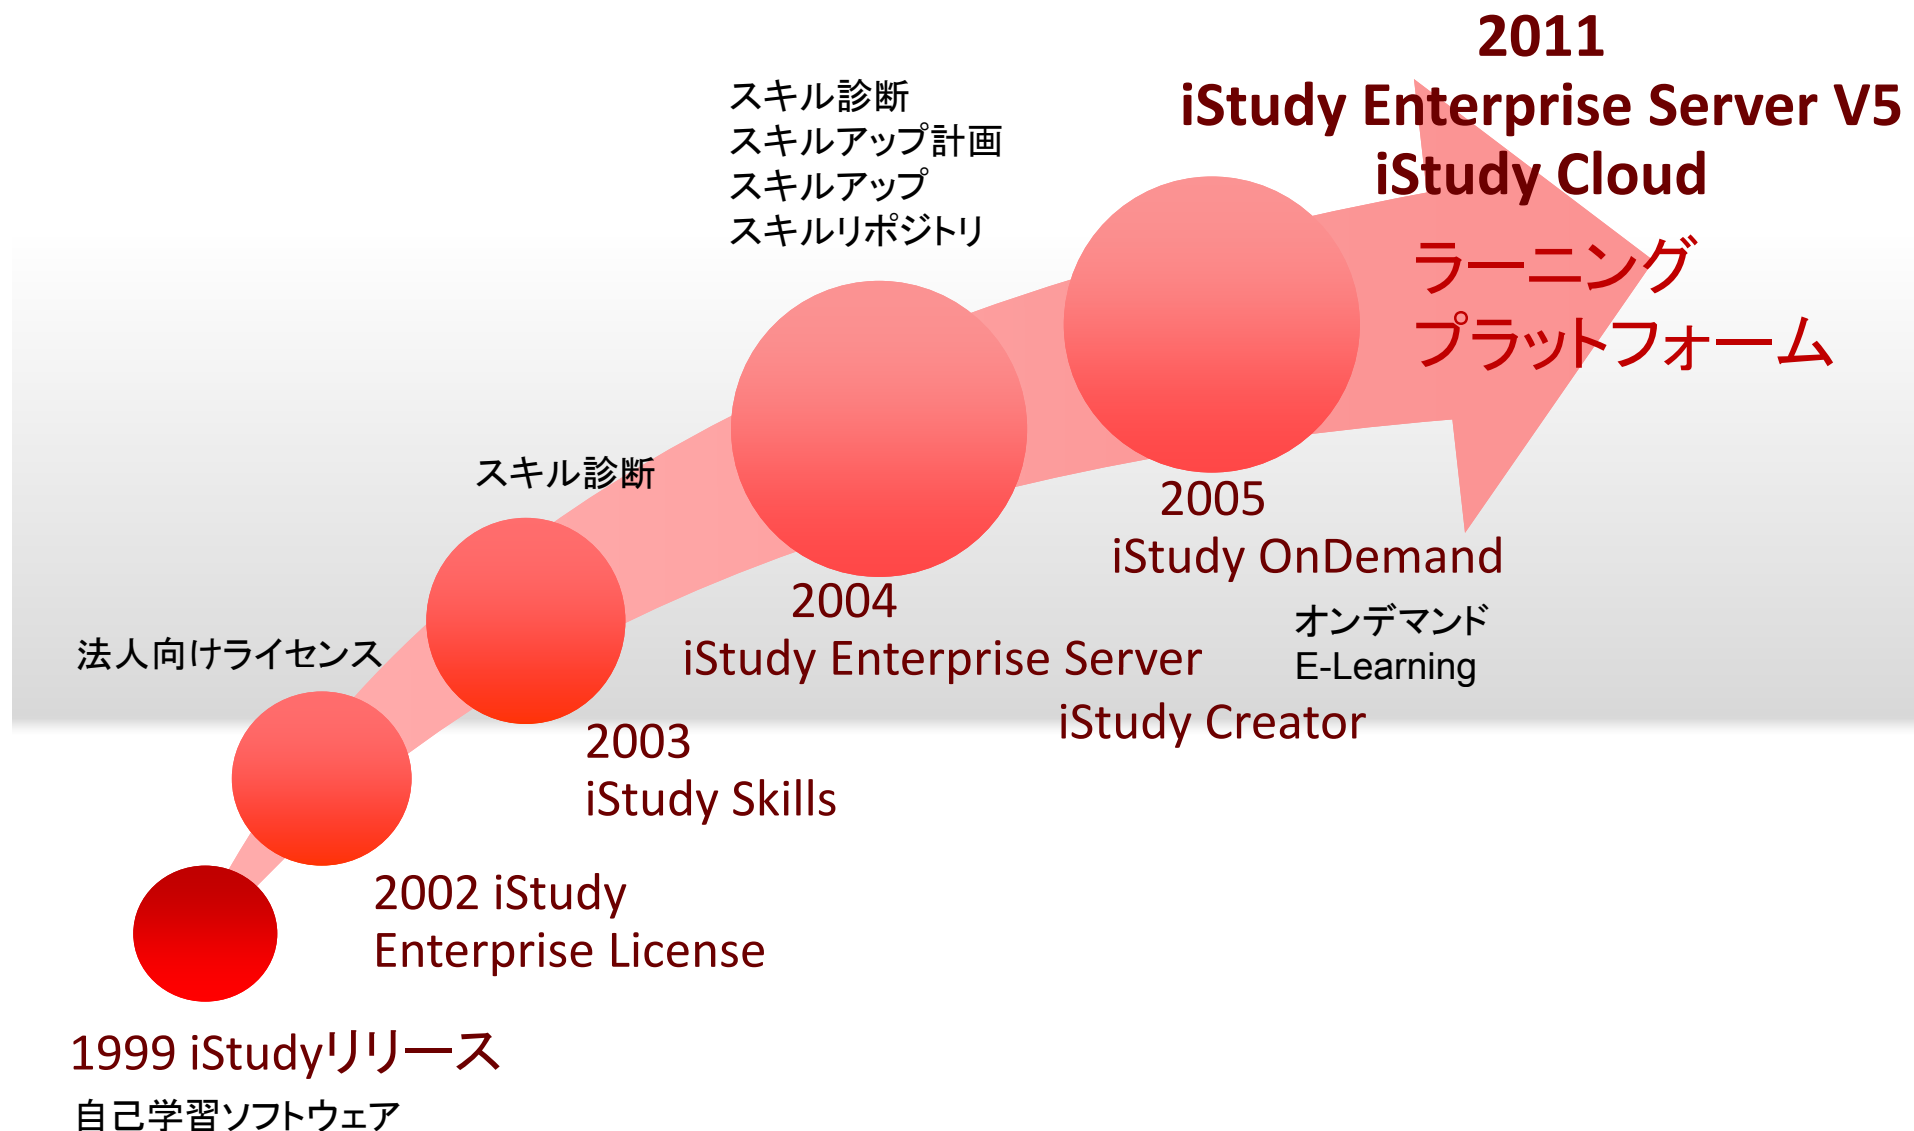 2011
iStudy Enterprise Server V5
iStudy Cloud
ラーニング
プラットフォーム
スキル診断
スキルアップ計画
スキルアップ
スキルリポジトリ
2005
iStudy OnDemand
オンデマンド
E-Learning
2004
iStudy Enterprise Server
iStudy Creator
スキル診断
2003
iStudy Skills
法人向けライセンス
2002 iStudy
Enterprise License
1999 iStudyリリース
自己学習ソフトウェア